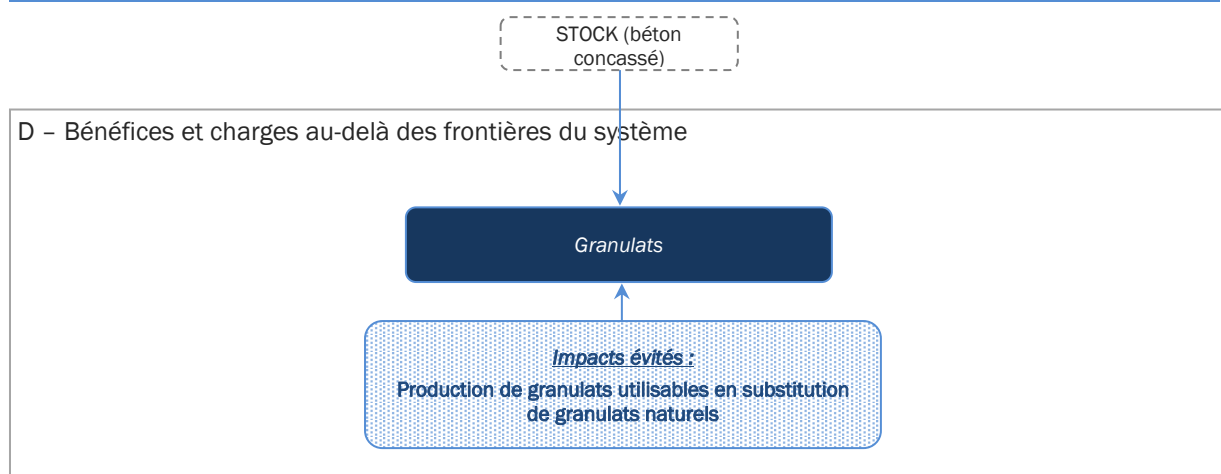 STOCK (béton
concassé)
D – Bénéfices et charges au-delà des frontières du système
Granulats
Impacts évités :
Production de granulats utilisables en substitution
de granulats naturels